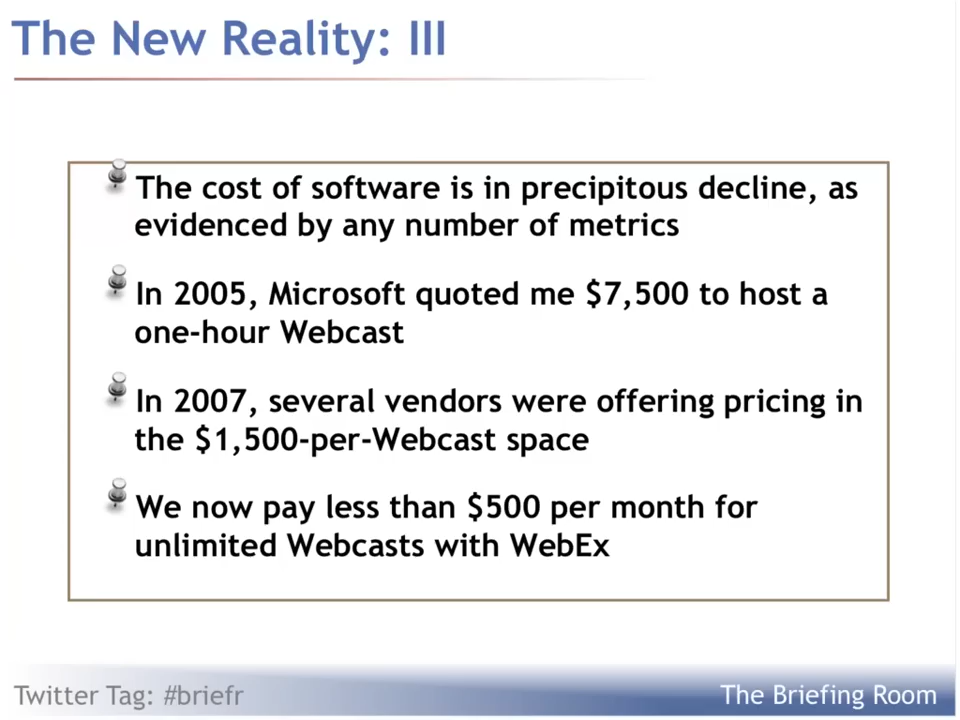 The New Reality: III
The cost of software is in precipitous decline, as
evidenced by any number of metrics
In 2005, Microsoft quoted me $7,500 to host a
one-hour Webcast
In 2007, several vendors were offering pricing in
the $1,500-per-Webcast space
We now pay less than $500 per month for
unlimited Webcasts with WebEx
Twitter Tag: #briefr
The Briefing Room